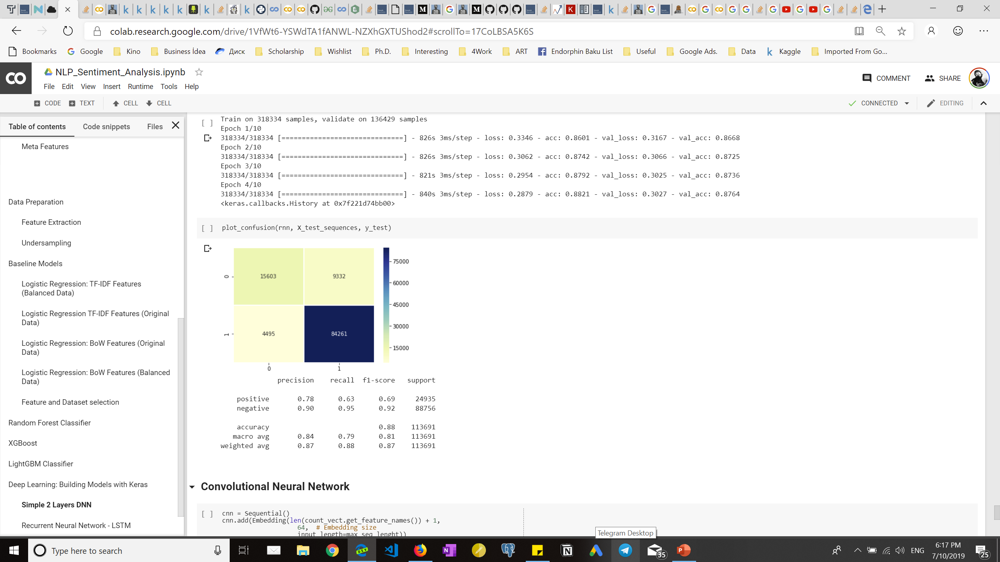 colab.research.google.com/drive/1VfWt6-YSWdTA1fANWL-NZXhGXTUShod2#scrollTo=17CoLBSA5K6S
Bookmarks Google Kino Business İdea Диск Scholarship Wishlist Ph.D. Interesting 4Work ART Endorphin Baku List Useful Google Ads. Data Kaggle Imported From Go...
NLP_Sentiment_Analysis.ipynb
COMMENT SHARE
File Edit View Insert Runtime Tools Help
CODE TEXT CELL CELL CONNECTED EDITING
Table of contents Code snippets Files
Meta Features
Data Preparation
Feature Extraction
Undersampling
Baseline Models
Logistic Regression: TF-IDF Features
(Balanced Data)
Logistic Regression TF-IDF Features (Original
Data)
Logistic Regression: BoW Features (Original
Data)
Logistic Regression: BoW Features (Balanced
Data)
Feature and Dataset selection
Random Forest Classifier
XGBoost
LightGBM Classifier
Deep Learning: Building Models with Keras
Simple 2 Layers DNN
Recurrent Neural Network - LSTM
[ ] Train on 318334 samples, validate on 136429 samples
Epoch 1/10
318334/318334 [==============================] - 826s 3ms/step - loss: 0.3346 - acc: 0.8601 - val_loss: 0.3167 - val_acc: 0.8668
Epoch 2/10
318334/318334 [==============================] - 826s 3ms/step - loss: 0.3062 - acc: 0.8742 - val_loss: 0.3066 - val_acc: 0.8725
Epoch 3/10
318334/318334 [==============================] - 821s 3ms/step - loss: 0.2954 - acc: 0.8792 - val_loss: 0.3025 - val_acc: 0.8736
Epoch 4/10
318334/318334 [==============================] - 840s 3ms/step - loss: 0.2879 - acc: 0.8821 - val_loss: 0.3027 - val_acc: 0.8764
<keras.callbacks.History at 0x7f221d74bb00>
[ ] plot_confusion(rnn, X_test_sequences, y_test)
75000
0 15603 9332
60000
45000
30000
1 4495 84261
15000
0 1
precision recall f1-score support
positive 0.78 0.63 0.69 24935
negative 0.90 0.95 0.92 88756
accuracy 0.88 113691
macro avg 0.84 0.79 0.81 113691
weighted avg 0.87 0.88 0.87 113691
Convolutional Neural Network
[ ] cnn = Sequential()
cnn.add(Embedding(len(count_vect.get_feature_names()) + 1,
64, # Embedding size
input_length=max_seq_lenght))
Telegram Desktop
Type here to search
DEV
35
ENG
6:17 PM
7/10/2019
25